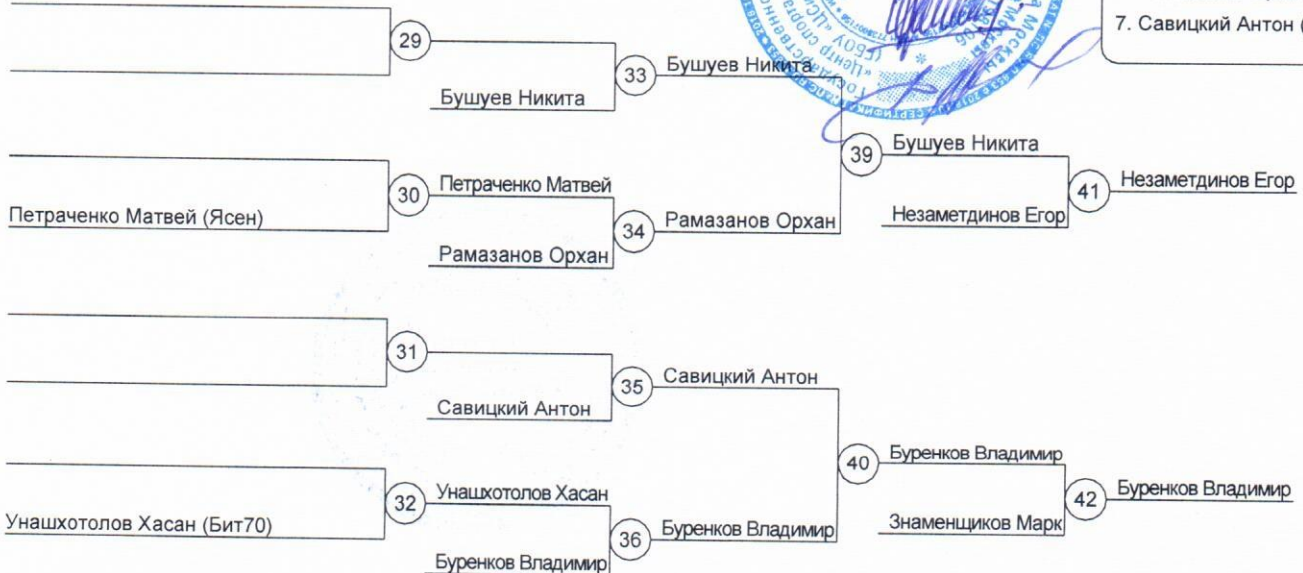 7. Савицкий Антон (
29
33
Бушуев Никита
Бушуев Никита
39
Бушуев Никита
30
Петраченко Матвей
41
Незаметдинов Егор
Петраченко Матвей (Ясен)
34
Рамазанов Орхан
Незаметдинов Егор
Рамазанов Орхан
31
35
Савицкий Антон
Савицкий Антон
40
Буренков Владимир
32
Унашхотолов Хасан
42
Буренков Владимир
Унашхотолов Хасан (Бит70)
36
Буренков Владимир
Знаменщиков Марк
Буренков Владимир